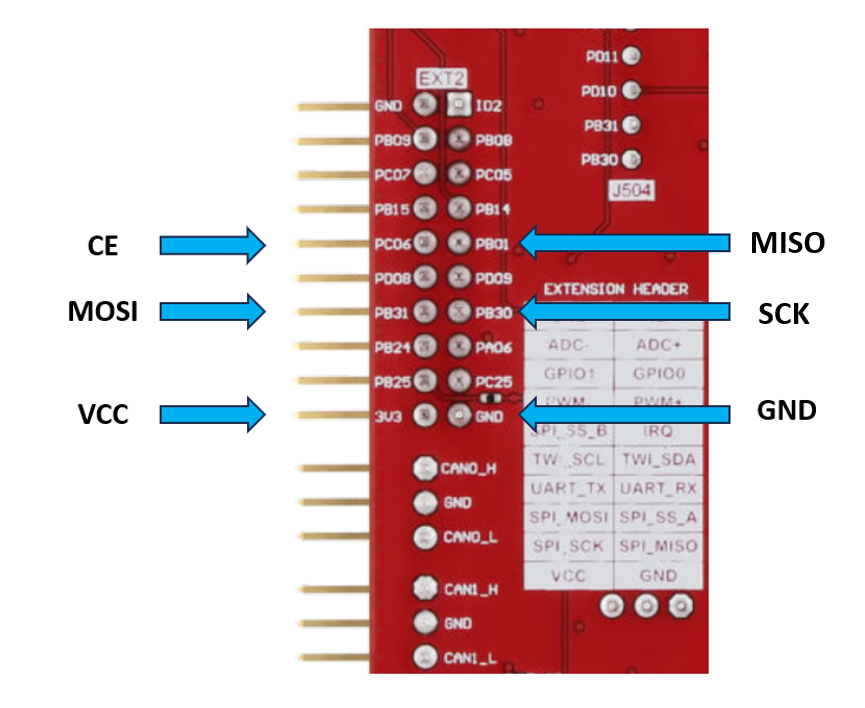 EXT2
GND ID2
PB09 PB08
PC07 PC05
PB15 PB14
PC06 PB01
PD08 PD09
PB31 PB30
PB24 PA06
PB25 PC25
3V3 GND
CAN0_H
GND
CAN0_L
CAN1_H
GND
CAN1_L
PD11
PD10
PB31
PB30
J504
EXTENSION HEADER
ADC- ADC+
GPIO1 GPIO0
PWM- PWM+
SPI_SS_B IRQ
TWI_SCL TWI_SDA
UART_TX UART_RX
SPI_MOSI SPI_SS_A
SPI_SCK SPI_MISO
VCC GND
CE
MOSI
VCC
MISO
SCK
GND